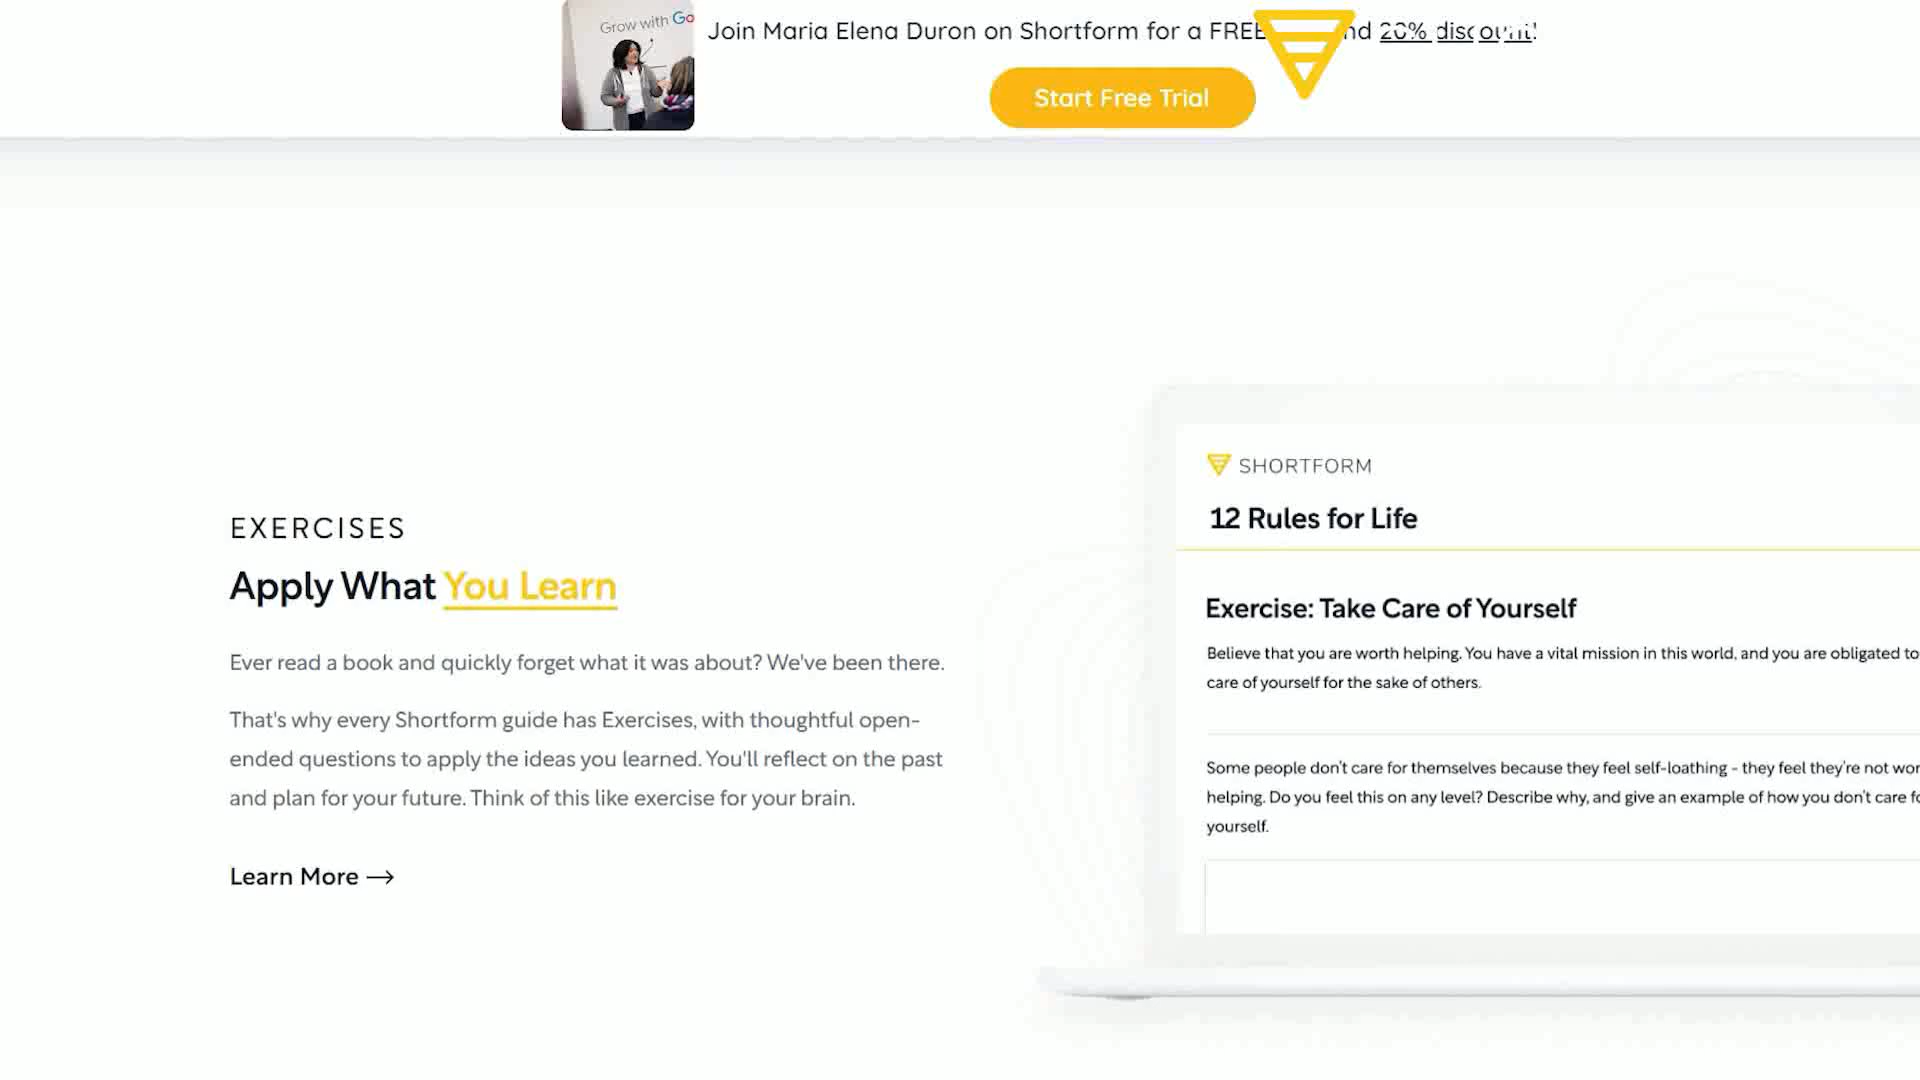 Grow with Go
Join Maria Elena Duron on Shortform for a FREE nd 20% discount!
Start Free Trial
SHORTFORM
12 Rules for Life
EXERCISES
Apply What You Learn
Ever read a book and quickly forget what it was about? We've been there.
That's why every Shortform guide has Exercises, with thoughtful open-
ended questions to apply the ideas you learned. You'll reflect on the past
and plan for your future. Think of this like exercise for your brain.
Learn More
Exercise: Take Care of Yourself
Believe that you are worth helping. You have a vital mission in this world, and you are obligated to
care of yourself for the sake of others.
Some people don't care for themselves because they feel self-loathing - they feel they're not wor
helping. Do you feel this on any level? Describe why, and give an example of how you don't care fo
yourself.